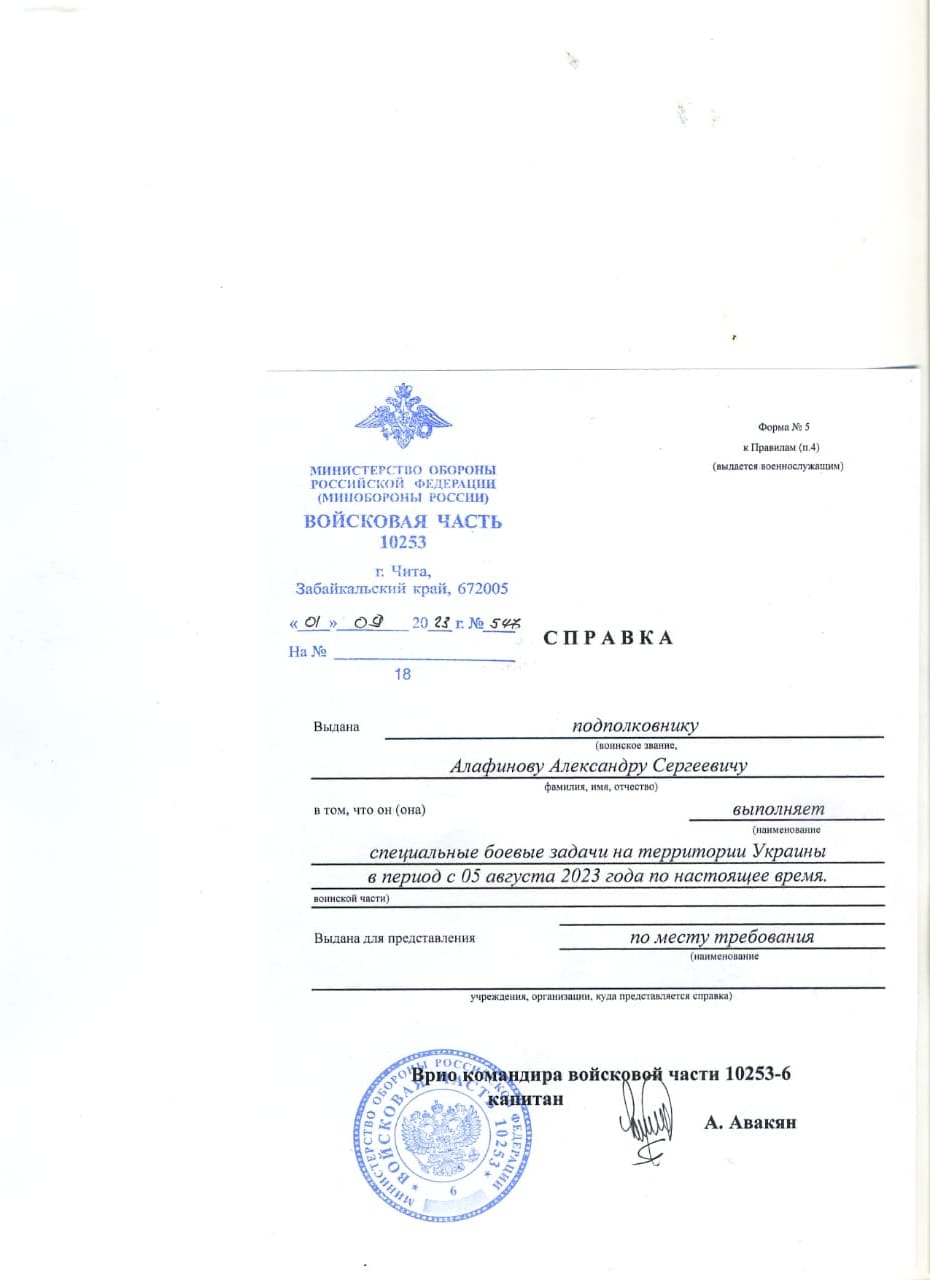 МИНИСТЕРСТВО ОБОРОНЫ
РОССИЙСКОЙ ФЕДЕРАЦИИ
(МИНОБОРОНЫ РОССИИ)
ВОЙСКОВАЯ ЧАСТЬ
10253
г. Чита,
Забайкальский край, 672005
«01» 09 2023 г. №
На №
18
Форма № 5
к Правилам (п.4)
(выдается военнослужащим)
СПРАВКА
Выдана подполковнику
(воинское звание,
Алафинову Александру Сергеевичу
фамилия, имя, отчество)
в том, что он (она) выполняет
(наименование
специальные боевые задачи на территории Украины
в период с 05 августа 2023 года по настоящее время.
воинской части)
Выдана для представления по месту требования
(наименование
учреждения, организации, куда представляется справка)
Врио командира войсковой части 10253-6
капитан
А. Авакян
МИНИСТЕРСТВО ОБОРОНЫ РОССИЙСКОЙ ФЕДЕРАЦИИ
ВОЙСКОВАЯ ЧАСТЬ 10253
6